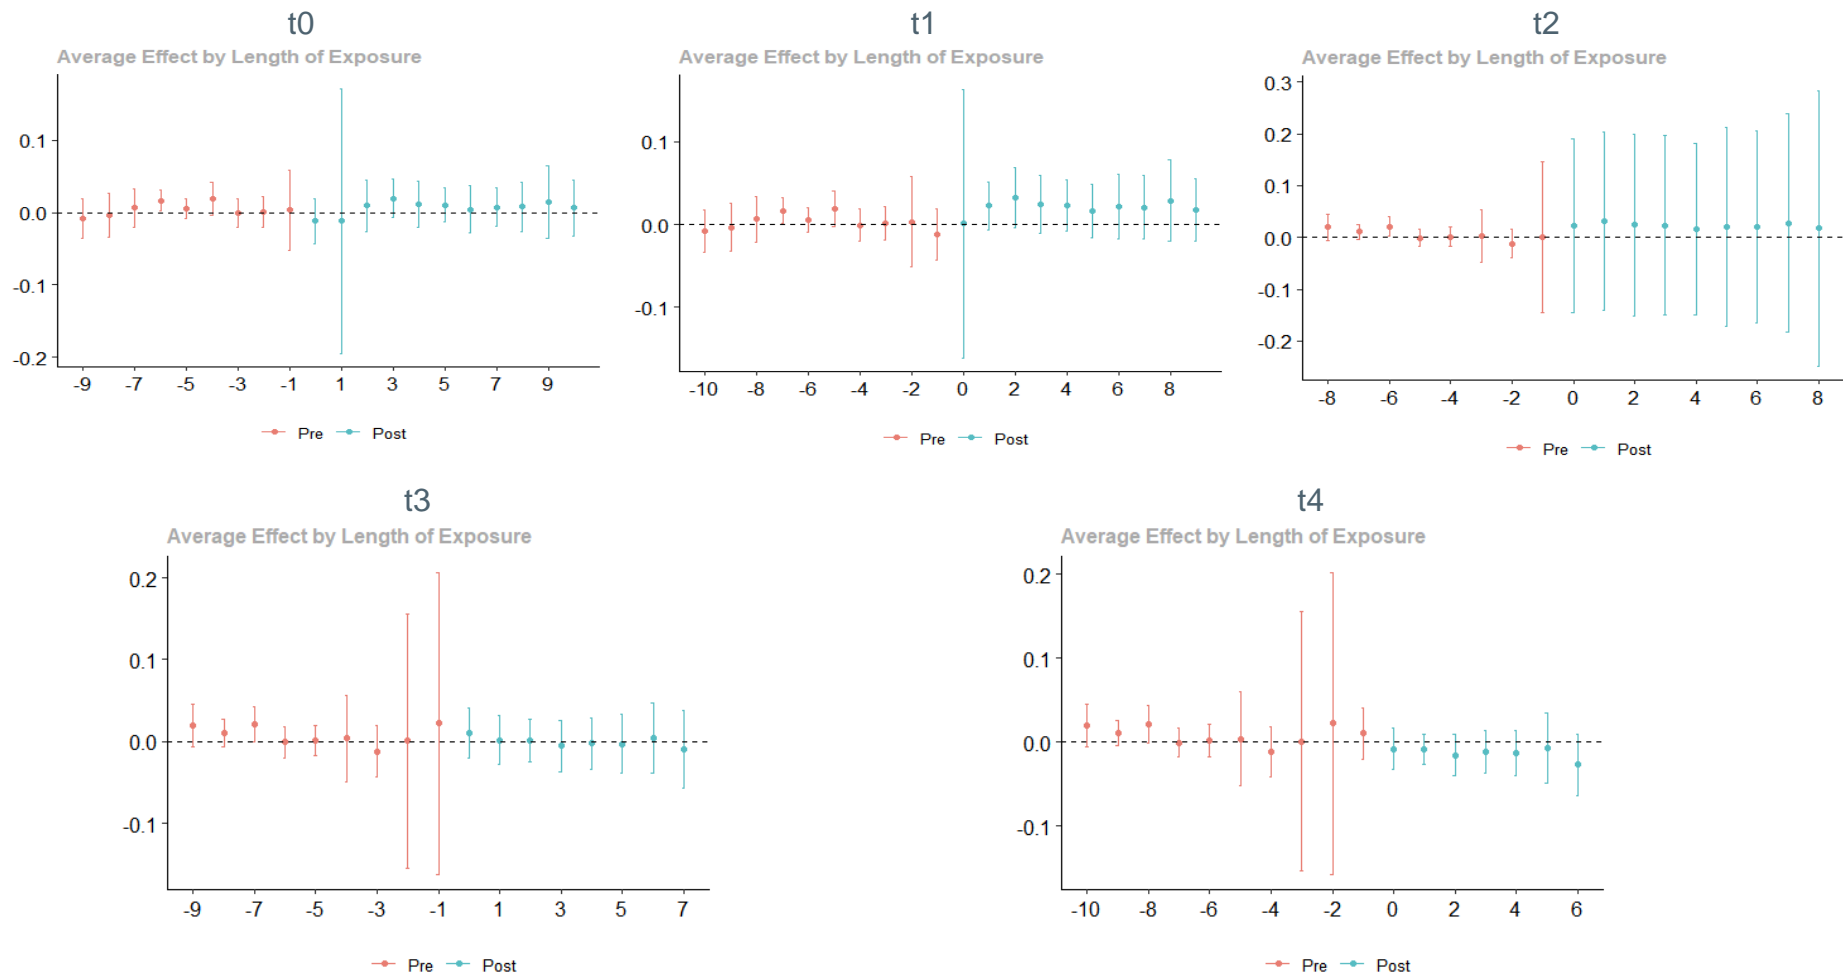 t0
Average Effect by Length of Exposure
0.1
0.0
-0.1
-0.2
-9 -7 -5 -3 -1 1 3 5 7 9
Pre Post
t1
Average Effect by Length of Exposure
0.1
0.0
-0.1
-10 -8 -6 -4 -2 0 2 4 6 8
Pre Post
t2
Average Effect by Length of Exposure
0.3
0.2
0.1
0.0
-0.1
-0.2
-8 -6 -4 -2 0 2 4 6 8
Pre Post
t3
Average Effect by Length of Exposure
0.2
0.1
0.0
-0.1
-9 -7 -5 -3 -1 1 3 5 7
Pre Post
t4
Average Effect by Length of Exposure
0.2
0.1
0.0
-0.1
-10 -8 -6 -4 -2 0 2 4 6
Pre Post